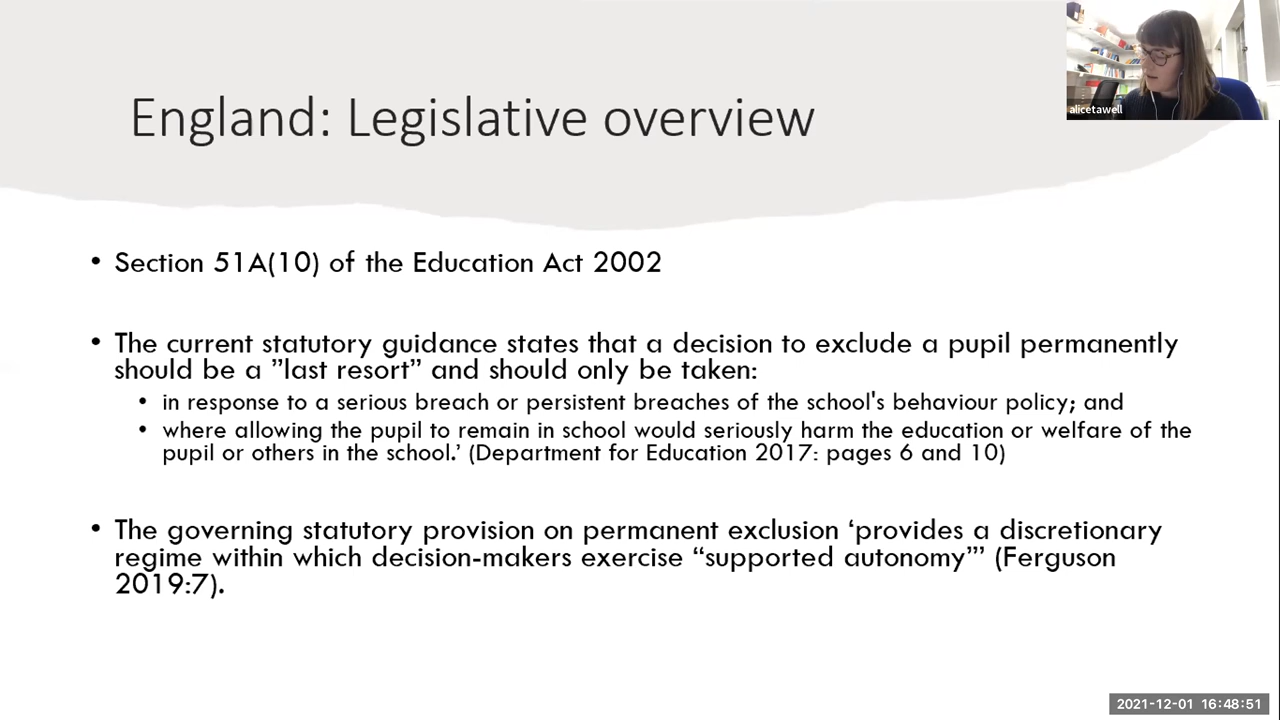 England: Legislative overview
alicetawell
• Section 51A(10) of the Education Act 2002
• The current statutory guidance states that a decision to exclude a pupil permanently
should be a ”last resort” and should only be taken:
• in response to a serious breach or persistent breaches of the school's behaviour policy; and
• where allowing the pupil to remain in school would seriously harm the education or welfare of the
pupil or others in the school.’ (Department for Education 2017: pages 6 and 10)
• The governing statutory provision on permanent exclusion ‘provides a discretionary
regime within which decision-makers exercise “supported autonomy”’ (Ferguson
2019:7).
2021-12-01 16:48:51